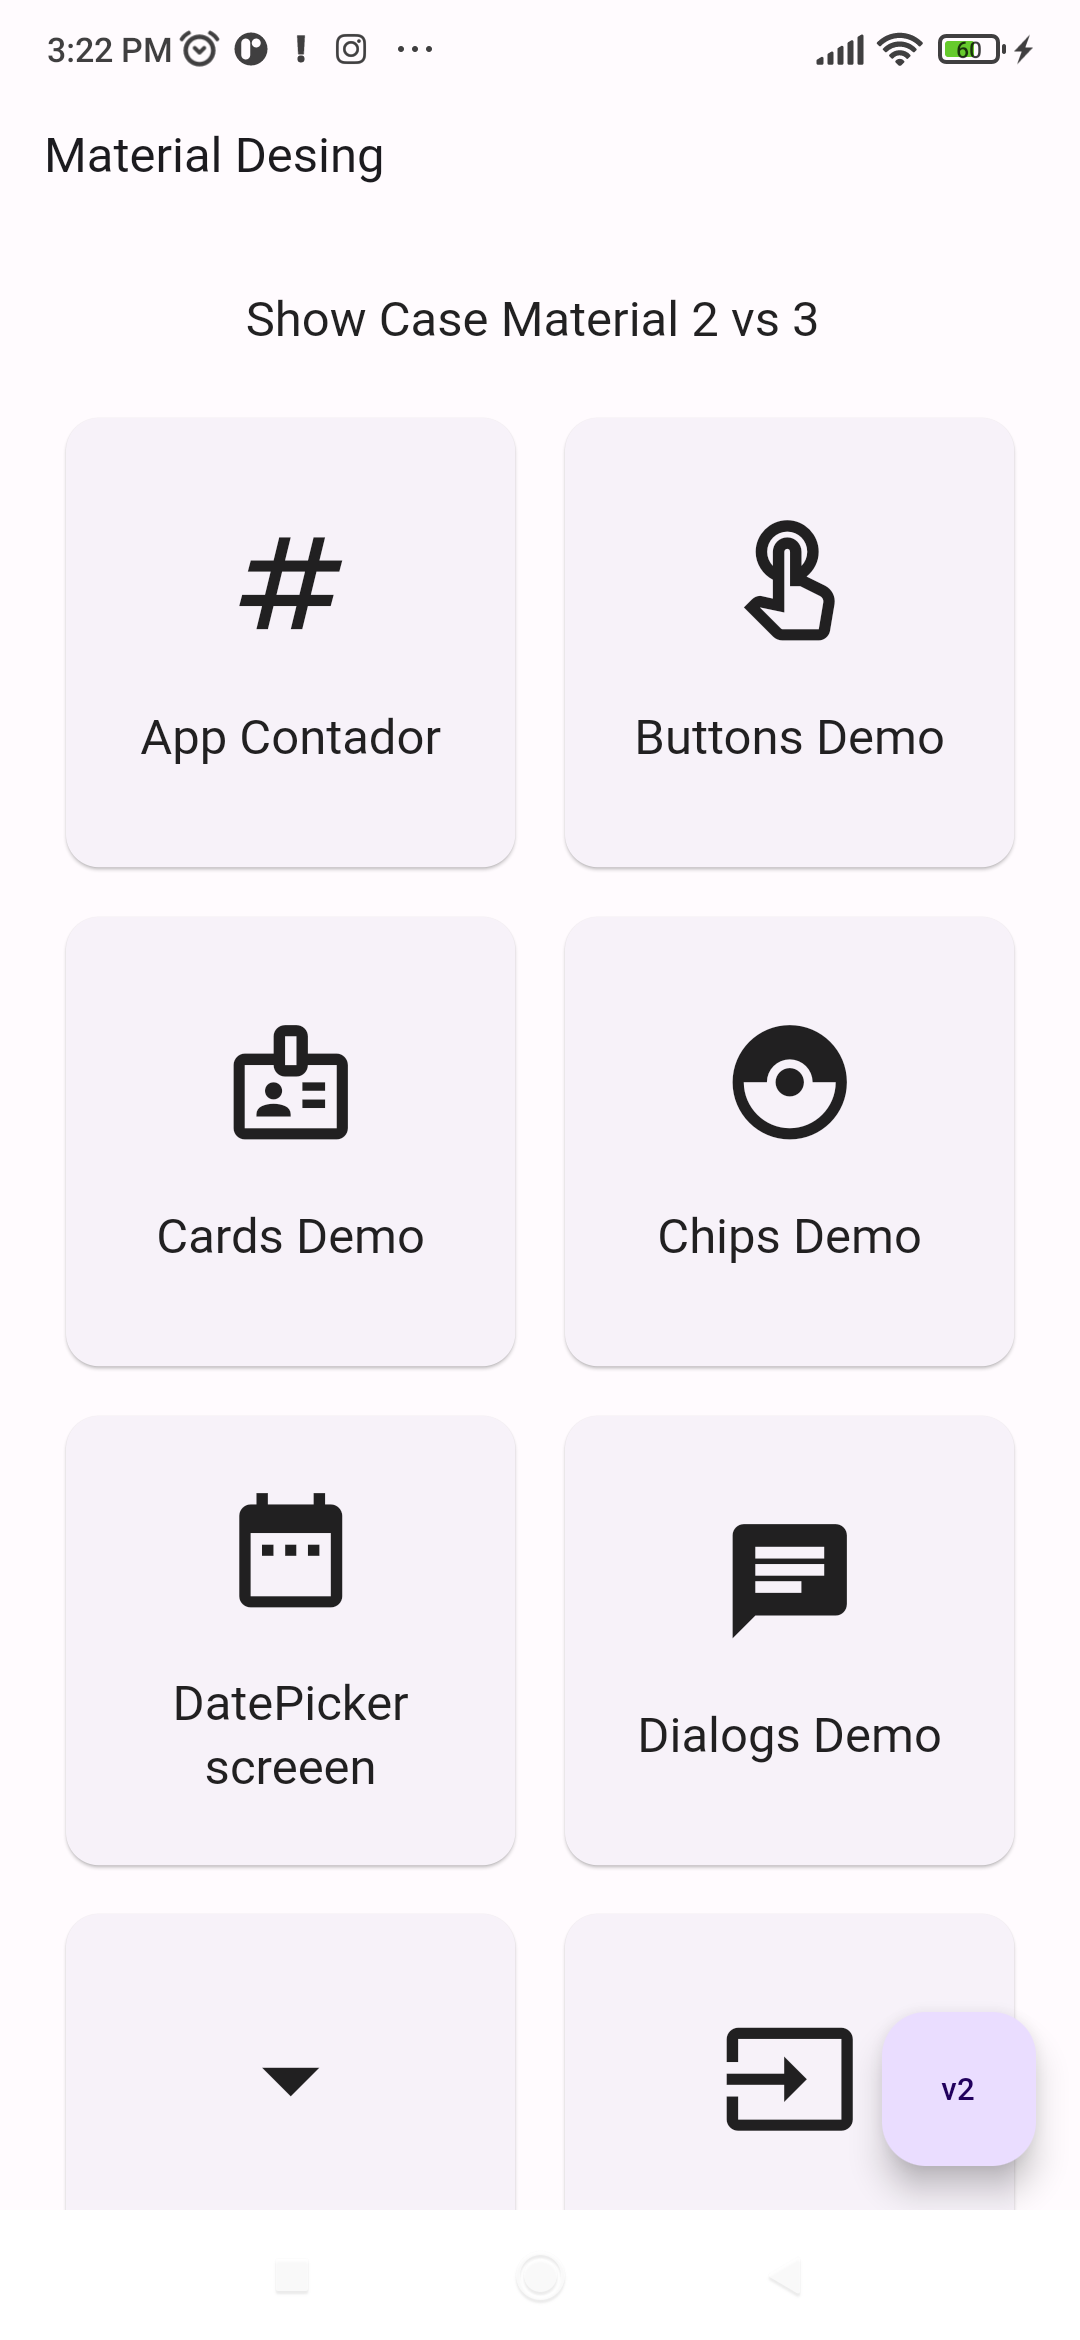 3:22 PM
60
Material Desing
Show Case Material 2 vs 3
App Contador
Buttons Demo
Cards Demo
Chips Demo
DatePicker
screeen
Dialogs Demo
v2